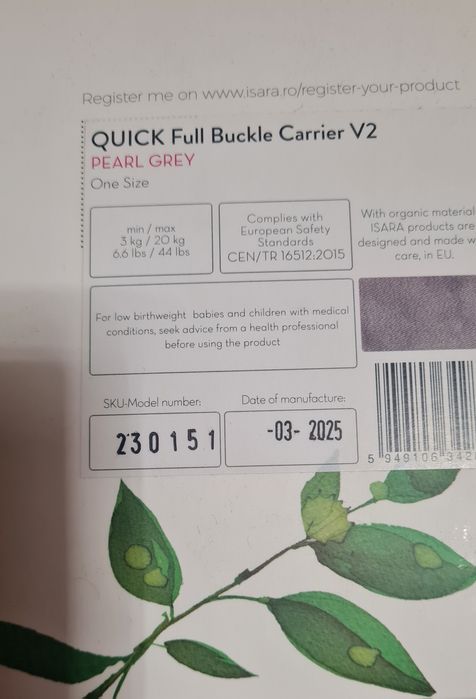 Register me on www.isara.ro/register-your-product
QUICK Full Buckle Carrier V2
PEARL GREY
One Size
min / max
3 kg / 20 kg
6.6 lbs / 44 lbs
Complies with
European Safety
Standards
CEN/TR 16512:2015
With organic material
ISARA products are
designed and made w
care, in EU.
For low birthweight babies and children with medical
conditions, seek advice from a health professional
before using the product
SKU-Model number:
230151
Date of manufacture:
-03- 2025
5 949106 342